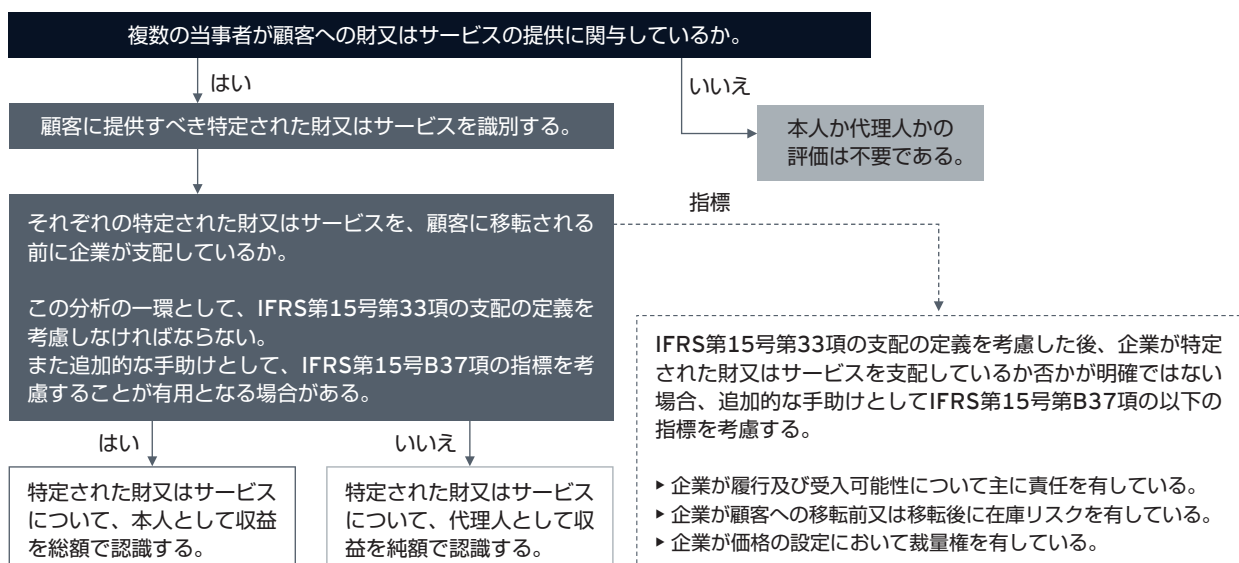 複数の当事者が顧客への財又はサービスの提供に関与しているか。
はい
いいえ
顧客に提供すべき特定された財又はサービスを識別する。
本人か代理人かの
評価は不要である。
それぞれの特定された財又はサービスを、顧客に移転される
前に企業が支配しているか。
この分析の一環として、IFRS第15号第33項の支配の定義を
考慮しなければならない。
また追加的な手助けとして、IFRS第15号B37項の指標を考
慮することが有用となる場合がある。
指標
IFRS第15号第33項の支配の定義を考慮した後、企業が特定
された財又はサービスを支配しているか否かが明確ではない
場合、追加的な手助けとしてIFRS第15号第B37項の以下の
指標を考慮する。
▶ 企業が履行及び受入可能性について主に責任を有している。
▶ 企業が顧客への移転前又は移転後に在庫リスクを有している。
▶ 企業が価格の設定において裁量権を有している。
はい
いいえ
特定された財又はサービス
について、本人として収益
を総額で認識する。
特定された財又はサービス
について、代理人として収
益を純額で認識する。